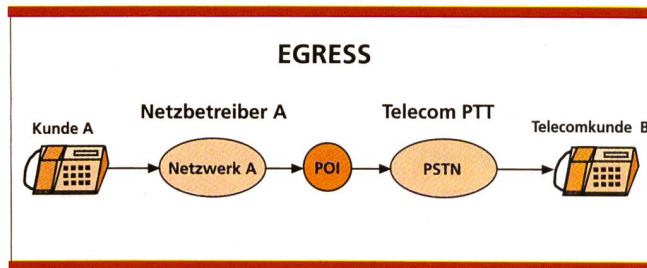 EGRESS
Netzbetreiber A
Telecom PTT
Kunde A
Telecomkunde B
Netzwerk A
POI
PSTN